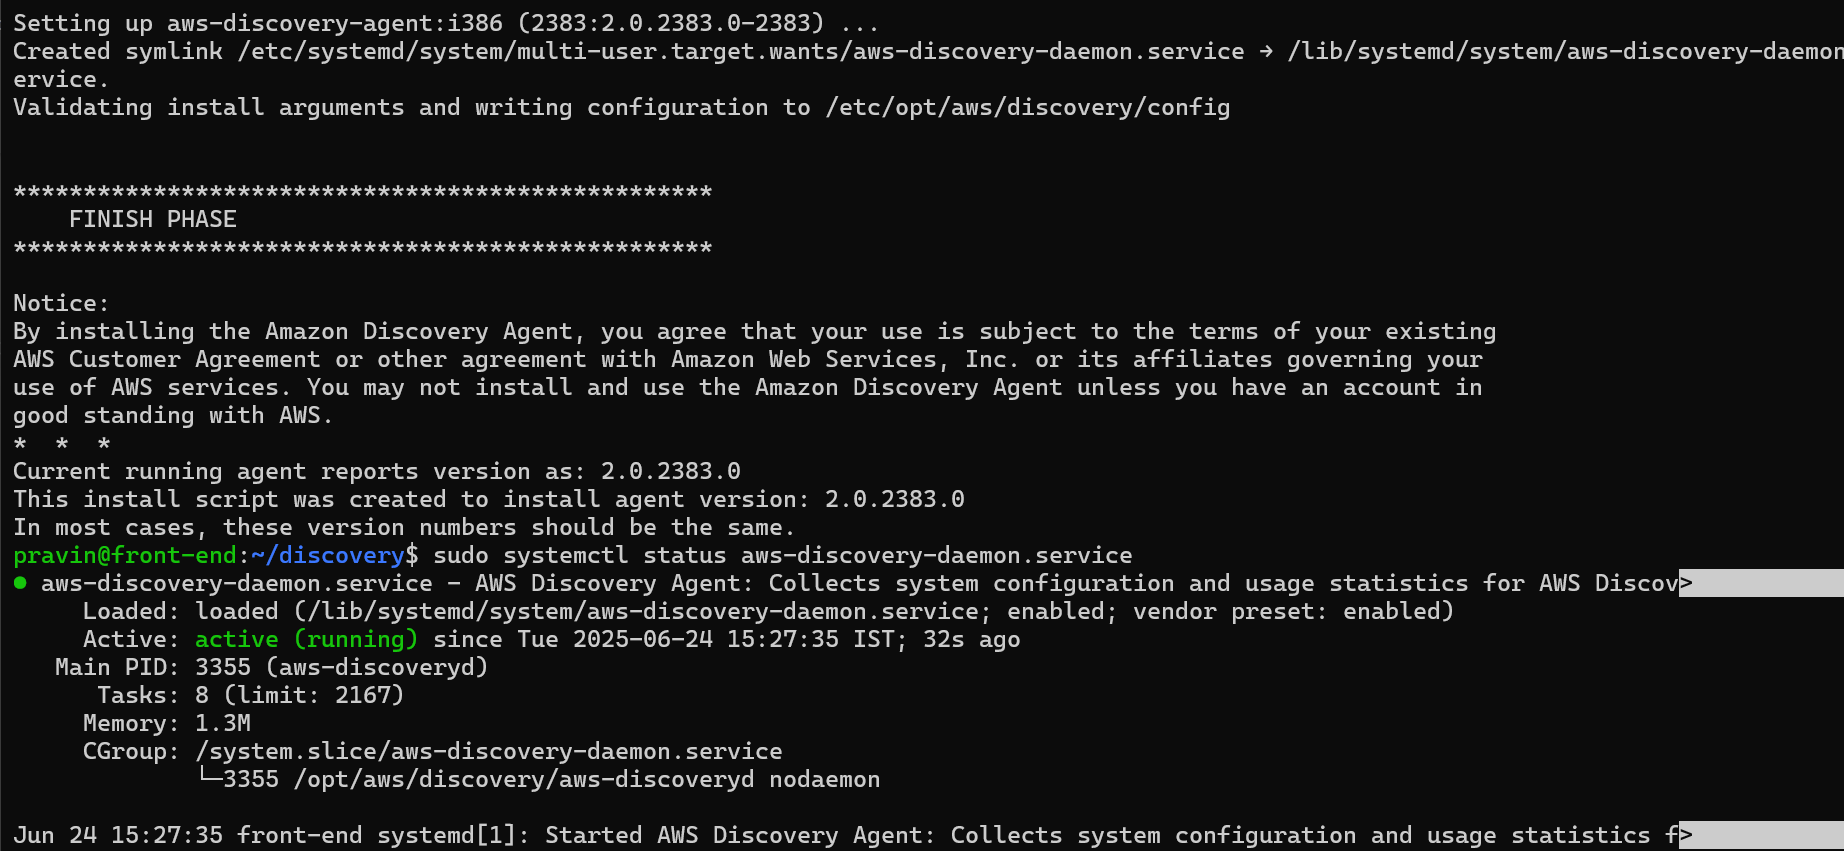 Setting up aws-discovery-agent:i386 (2383:2.0.2383.0-2383) ...
Created symlink /etc/systemd/system/multi-user.target.wants/aws-discovery-daemon.service → /lib/systemd/system/aws-discovery-daemon
ervice.
Validating install arguments and writing configuration to /etc/opt/aws/discovery/config
**************************************************
    FINISH PHASE
**************************************************
Notice:
By installing the Amazon Discovery Agent, you agree that your use is subject to the terms of your existing
AWS Customer Agreement or other agreement with Amazon Web Services, Inc. or its affiliates governing your
use of AWS services. You may not install and use the Amazon Discovery Agent unless you have an account in
good standing with AWS.
*  *  *
Current running agent reports version as: 2.0.2383.0
This install script was created to install agent version: 2.0.2383.0
In most cases, these version numbers should be the same.
pravin@front-end:~/discovery$ sudo systemctl status aws-discovery-daemon.service
● aws-discovery-daemon.service - AWS Discovery Agent: Collects system configuration and usage statistics for AWS Discov>
     Loaded: loaded (/lib/systemd/system/aws-discovery-daemon.service; enabled; vendor preset: enabled)
     Active: active (running) since Tue 2025-06-24 15:27:35 IST; 32s ago
   Main PID: 3355 (aws-discoveryd)
      Tasks: 8 (limit: 2167)
     Memory: 1.3M
     CGroup: /system.slice/aws-discovery-daemon.service
             └─3355 /opt/aws/discovery/aws-discoveryd nodaemon
Jun 24 15:27:35 front-end systemd[1]: Started AWS Discovery Agent: Collects system configuration and usage statistics f>